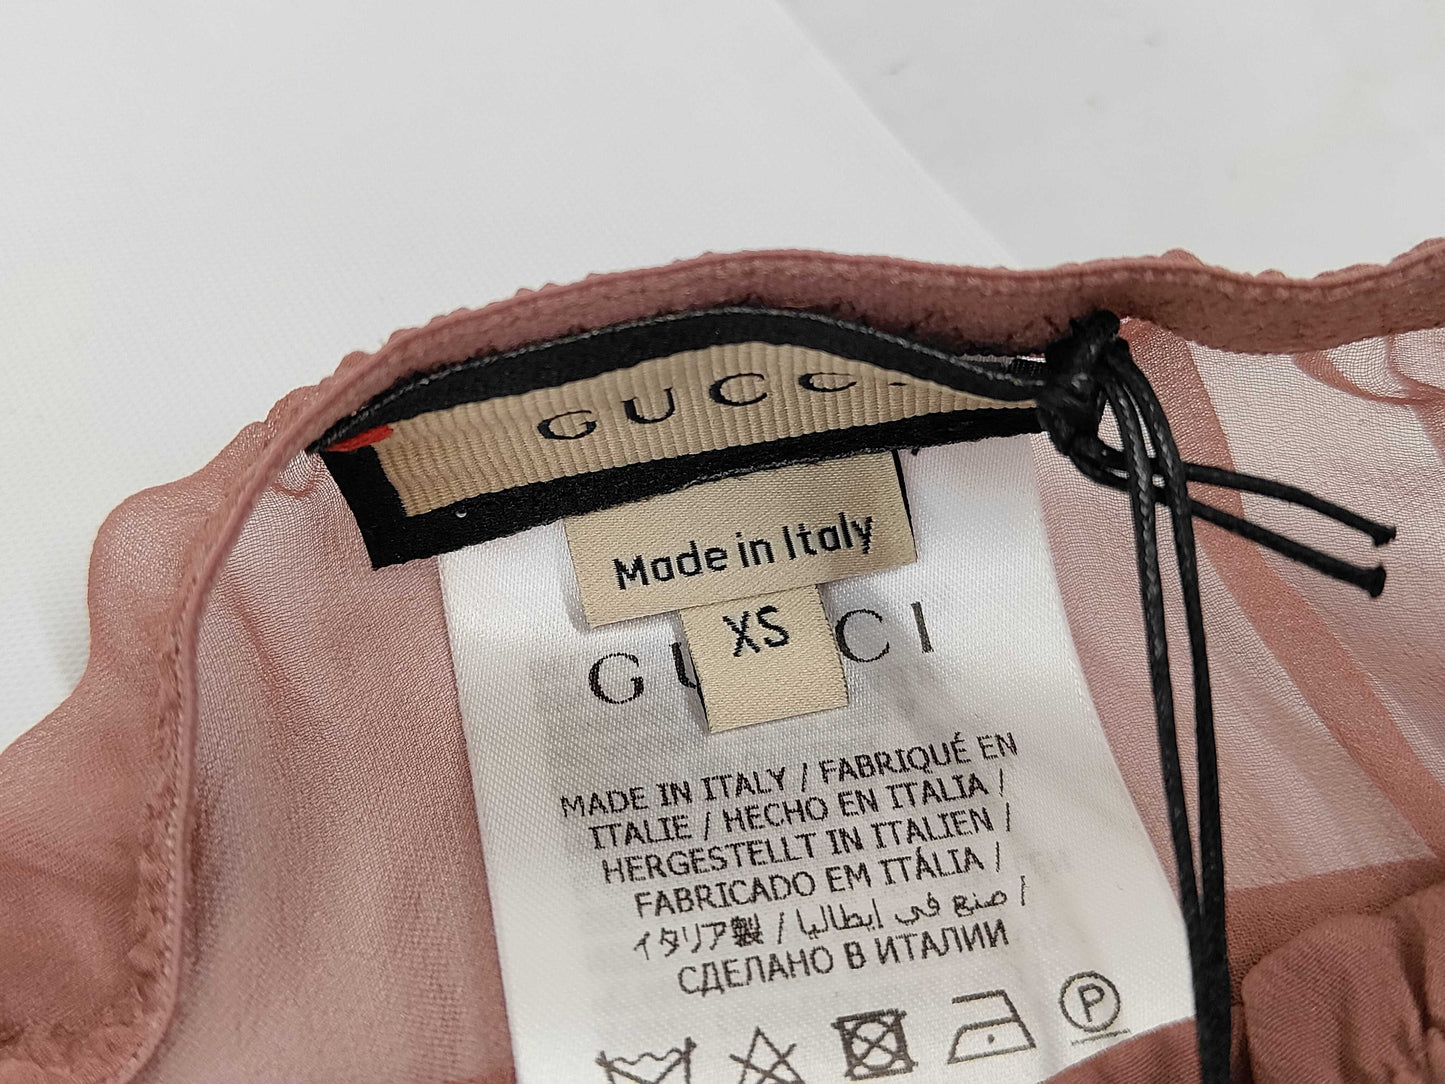 GUCCI
Made in Italy
XS
GUCCI
MADE IN ITALY / FABRIQUÉ EN
ITALIE / HECHO EN ITALIA /
HERGESTELLT IN ITALIEN /
FABRICADO EM ITÁLIA /
イタリア製 / صنع في إيطاليا /
СДЕЛАНО В ИТАЛИИ
P